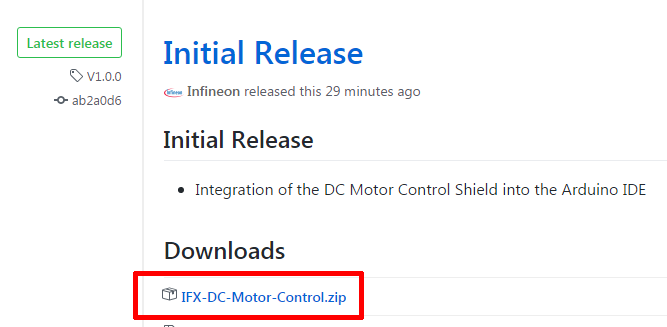 Latest release
V1.0.0
ab2a0d6
Initial Release
Infineon released this 29 minutes ago
Initial Release
Integration of the DC Motor Control Shield into the Arduino IDE
Downloads
IFX-DC-Motor-Control.zip